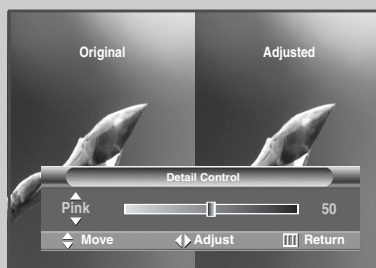 Original Adjusted
Detail Control
Pink 50
Move Adjust Return